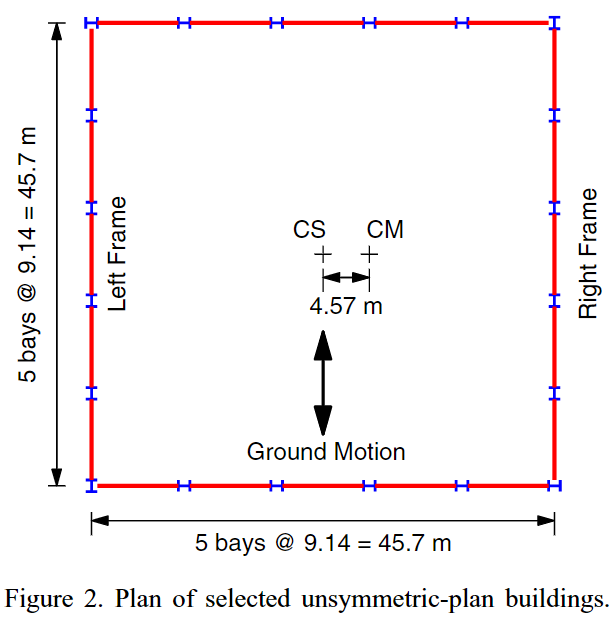 5 bays @ 9.14 = 45.7 m
Left Frame
CS
CM
4.57 m
Right Frame
Ground Motion
5 bays @ 9.14 = 45.7 m
Figure 2. Plan of selected unsymmetric-plan buildings.